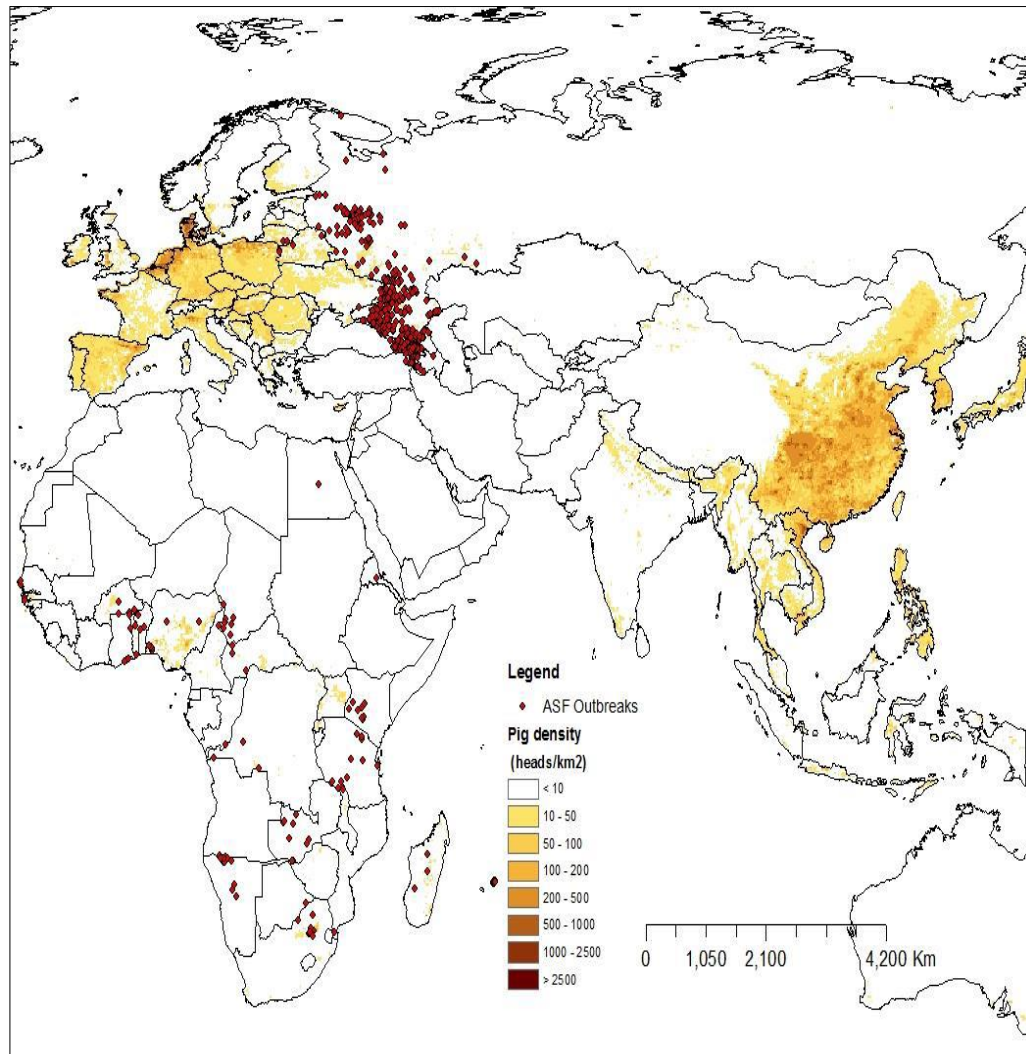 Legend
ASF Outbreaks
Pig density
(heads/km2)
< 10
10 - 50
50 - 100
100 - 200
200 - 500
500 - 1000
1000 - 2500
> 2500
0 1,050 2,100 4,200 Km